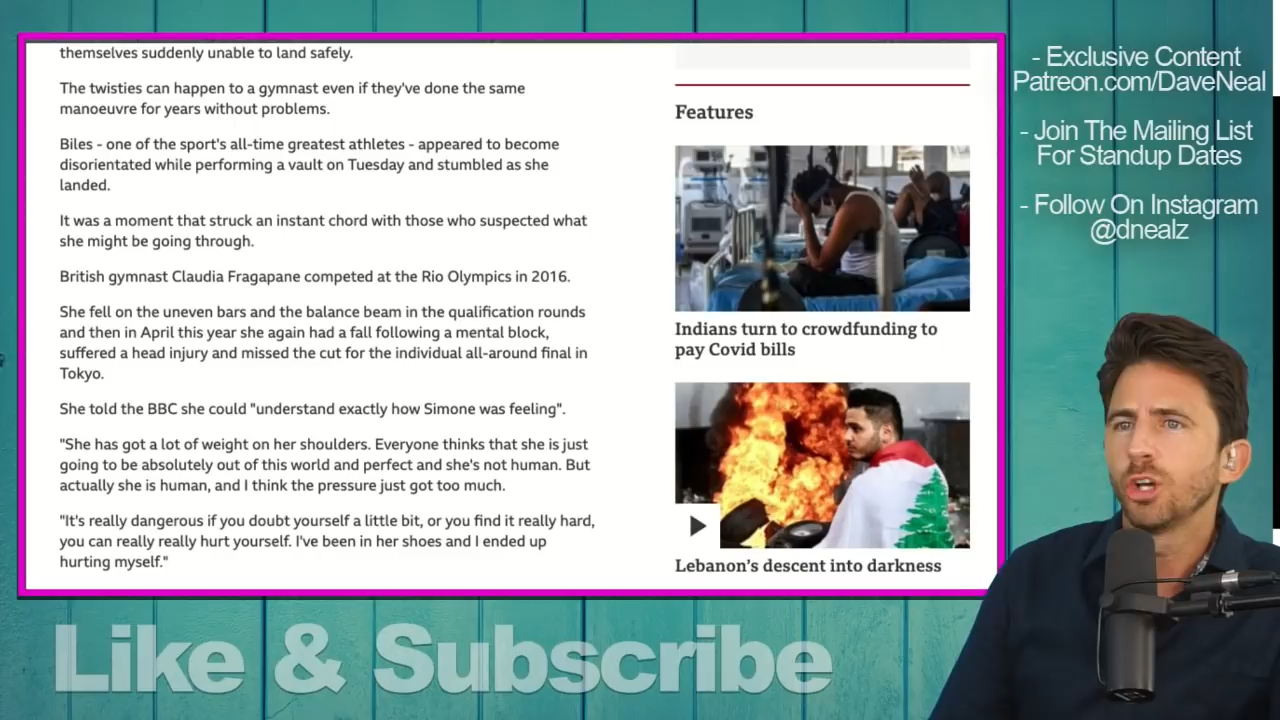 themselves suddenly unable to land safely.
The twisties can happen to a gymnast even if they've done the same
manoeuvre for years without problems.
Biles - one of the sport's all-time greatest athletes - appeared to become
disorientated while performing a vault on Tuesday and stumbled as she
landed.
It was a moment that struck an instant chord with those who suspected what
she might be going through.
British gymnast Claudia Fragapane competed at the Rio Olympics in 2016.
She fell on the uneven bars and the balance beam in the qualification rounds
and then in April this year she again had a fall following a mental block,
suffered a head injury and missed the cut for the individual all-around final in
Tokyo.
She told the BBC she could "understand exactly how Simone was feeling".
"She has got a lot of weight on her shoulders. Everyone thinks that she is just
going to be absolutely out of this world and perfect and she's not human. But
actually she is human, and I think the pressure just got too much.
"It's really dangerous if you doubt yourself a little bit, or you find it really hard,
you can really really hurt yourself. I've been in her shoes and I ended up
hurting myself."
Features
Indians turn to crowdfunding to
pay Covid bills
Lebanon's descent into darkness
- Exclusive Content
Patreon.com/DaveNeal
- Join The Mailing List
For Standup Dates
- Follow On Instagram
@dnealz
Like & Subscribe